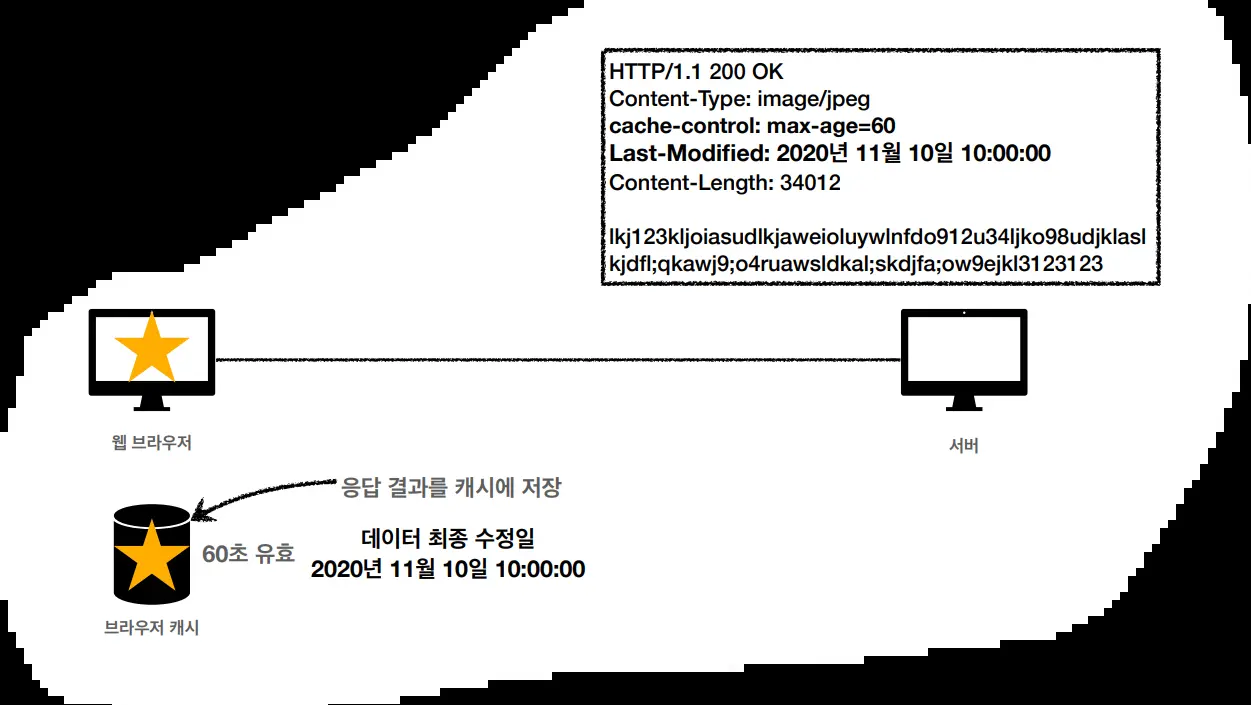 HTTP/1.1 200 OK
Content-Type: image/jpeg
cache-control: max-age=60
Last-Modified: 2020년 11월 10일 10:00:00
Content-Length: 34012
lkj123kljoiasudlkjaweioluywlnfdo912u34ljko98udjklasl
kjdfl;qkawj9;o4ruawsldkal;skdjfa;ow9ejkl3123123
웹 브라우저
서버
응답 결과를 캐시에 저장
60초 유효
데이터 최종 수정일
2020년 11월 10일 10:00:00
브라우저 캐시